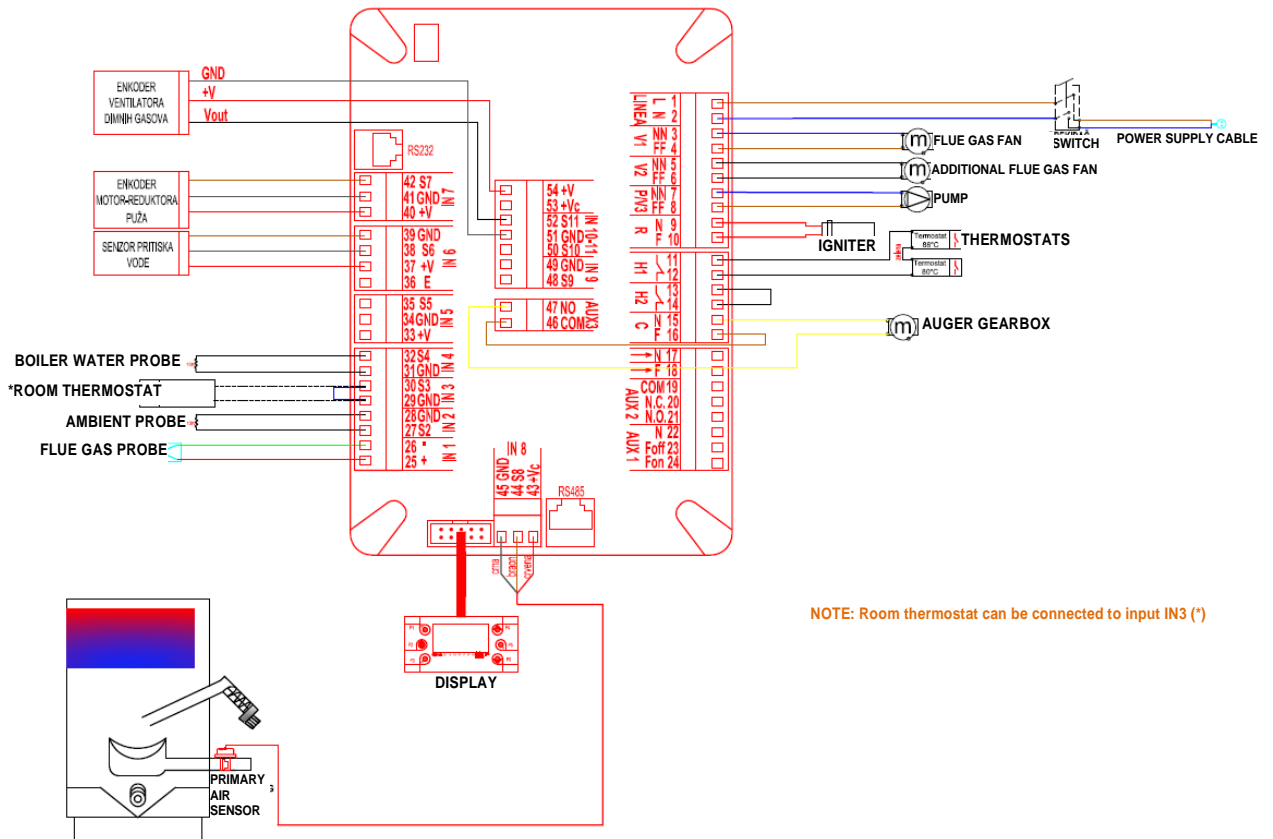 GND
+V
Vout
ENKODER
VENTILATORA
DIMNIH GASOVA
RS232
ENKODER
MOTOR-REDUKTORA
PUŽA
SENZOR PRITISKA
VODE
42 S7
41 GND
40 +V
IN 7
39 GND
38 S6
37 +V
36 E
IN 6
35 S5
34 GND
33 +V
IN 5
32 S4
31 GND
IN 4
30 S3
29 GND
IN 3
28 GND
27 S2
IN 2
26 -
25 +
IN 1
BOILER WATER PROBE
*ROOM THERMOSTAT
AMBIENT PROBE
FLUE GAS PROBE
54 +V
53 +Vc
52 S11
51 GND
50 S10
49 GND
48 S9
IN 10-11
IN 9
47 NO
46 COM
AUX3
LINEA
L 1
N 2
V1
NN 3
FF 4
V2
NN 5
FF 6
P/V3
NN 7
FF 8
R
N 9
F 10
H1
11
12
H2
13
14
C
N 15
F 16
N 17
F 18
COM 19
N.C. 20
N.O. 21
AUX 2
N 22
Foff 23
Fon 24
AUX 1
SWITCH
POWER SUPPLY CABLE
m
FLUE GAS FAN
m
ADDITIONAL FLUE GAS FAN
PUMP
IGNITER
Termostat
THERMOSTATS
Termostat
80°C
m
AUGER GEARBOX
IN 8
45 GND
44 S8
43 +Vc
RS485
crna
braon
crvena
DISPLAY
NOTE: Room thermostat can be connected to input IN3 (*)
PRIMARY
AIR
SENSOR